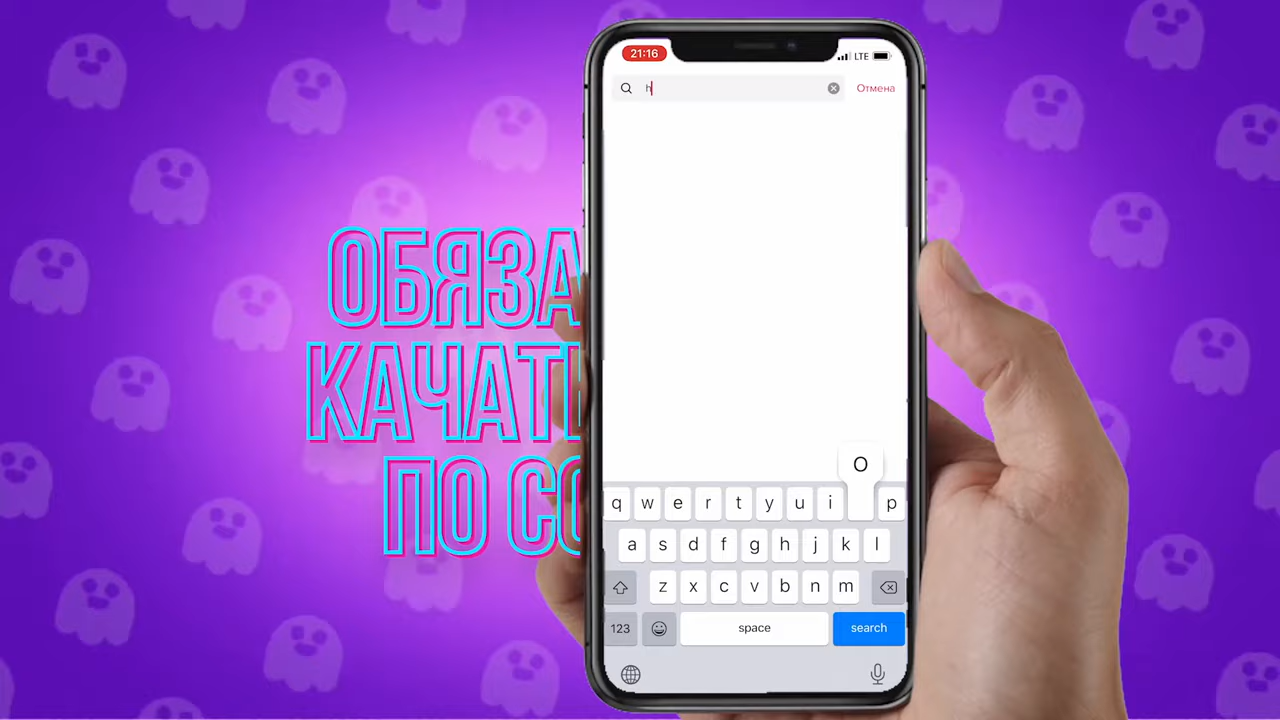 21:16
LTE
h
Отмена
ОБЯЗА
КАЧАТЬ
ПО СО
O
q w e r t y u i p
a s d f g h j k l
z x c v b n m
123
space
search